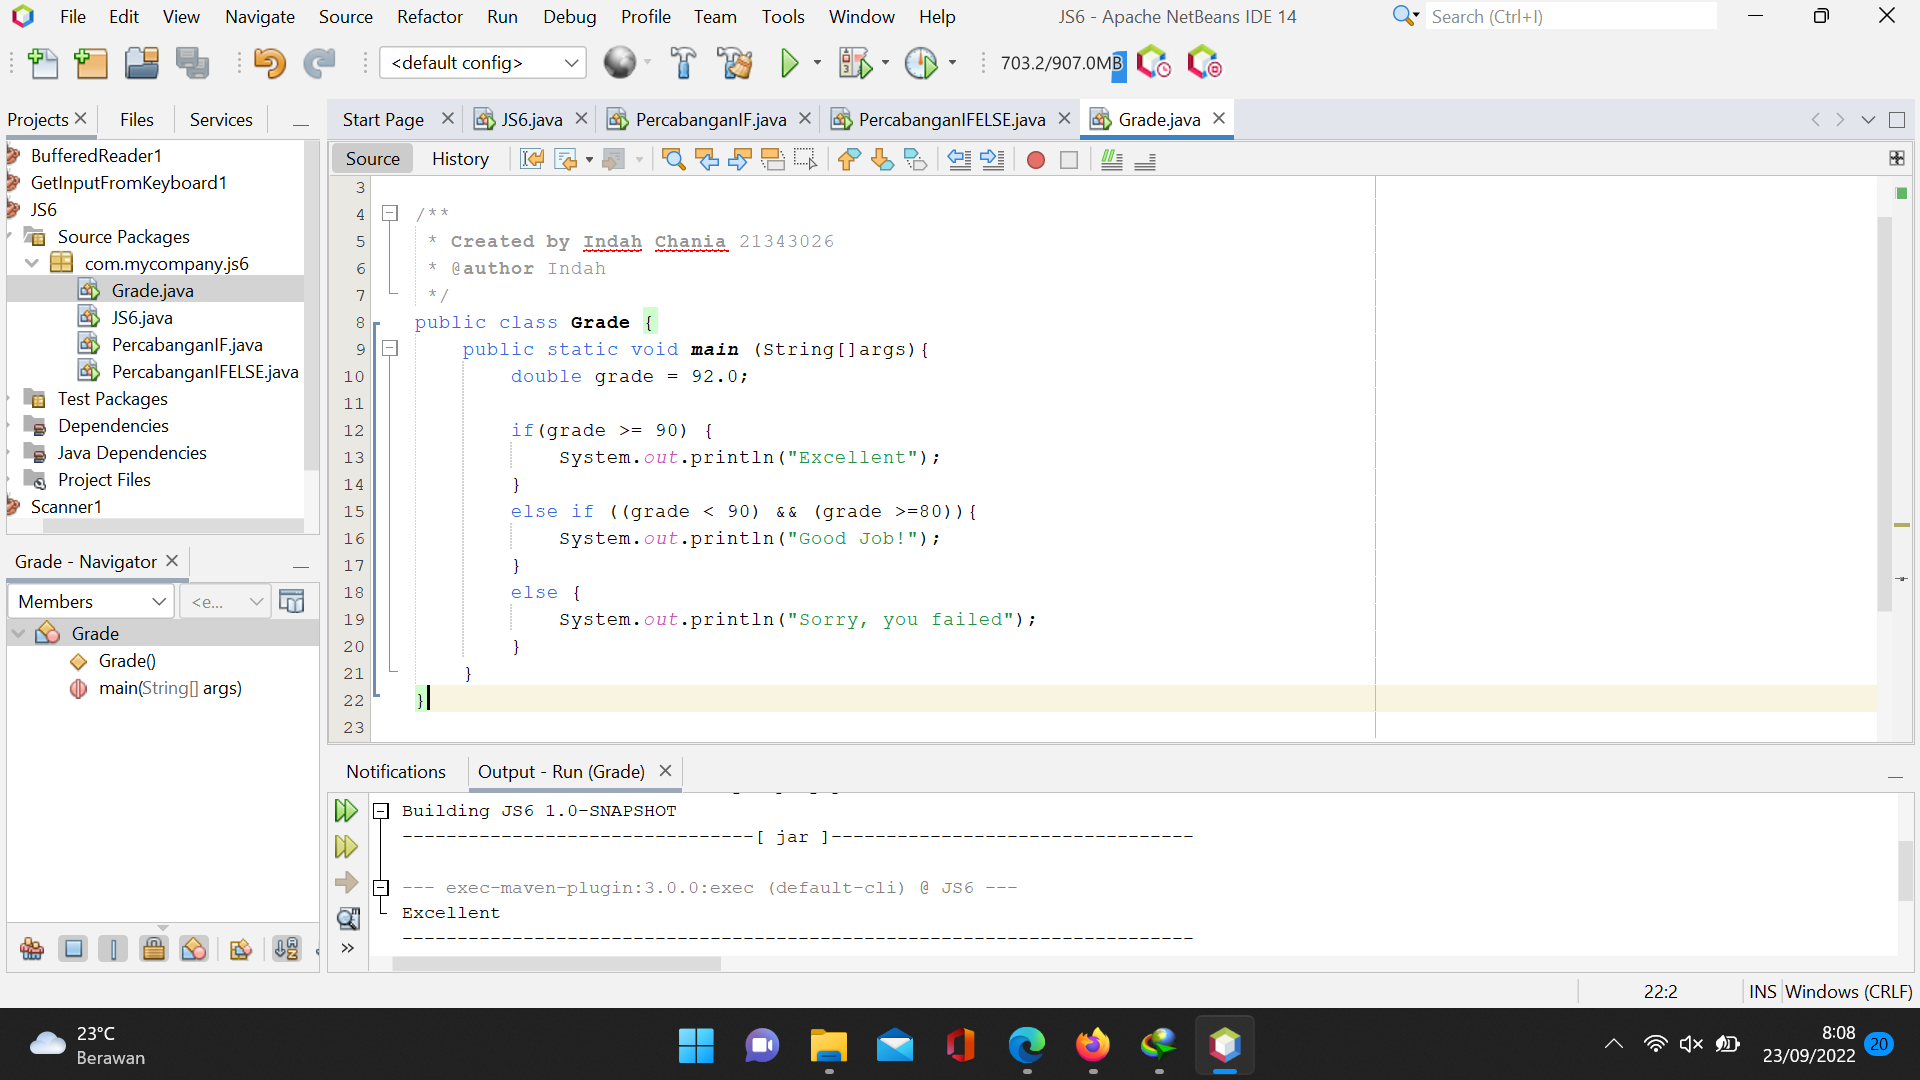 File Edit View Navigate Source Refactor Run Debug Profile Team Tools Window Help JS6 - Apache NetBeans IDE 14 Search (Ctrl+I)
<default config> 703.2/907.0MB
Projects Files Services
Start Page JS6.java PercabanganIF.java PercabanganIFELSE.java Grade.java
Source History
BufferedReader1
GetInputFromKeyboard1
JS6
Source Packages
com.mycompany.js6
Grade.java
JS6.java
PercabanganIF.java
PercabanganIFELSE.java
Test Packages
Dependencies
Java Dependencies
Project Files
Scanner1
3
4 /**
5 * Created by Indah Chania 21343026
6 * @author Indah
7 */
8 public class Grade {
9 public static void main (String[]args){
10 double grade = 92.0;
11
12 if(grade >= 90) {
13 System.out.println("Excellent");
14 }
15 else if ((grade < 90) && (grade >=80)){
16 System.out.println("Good Job!");
17 }
18 else {
19 System.out.println("Sorry, you failed");
20 }
21 }
22 }
23
Grade - Navigator
Members <e...
Grade
Grade()
main(String[] args)
Notifications Output - Run (Grade)
Building JS6 1.0-SNAPSHOT
--------------------------------[ jar ]---------------------------------
--- exec-maven-plugin:3.0.0:exec (default-cli) @ JS6 ---
Excellent
------------------------------------------------------------------------
22:2 INS Windows (CRLF)
23°C
Berawan
8:08
23/09/2022
20